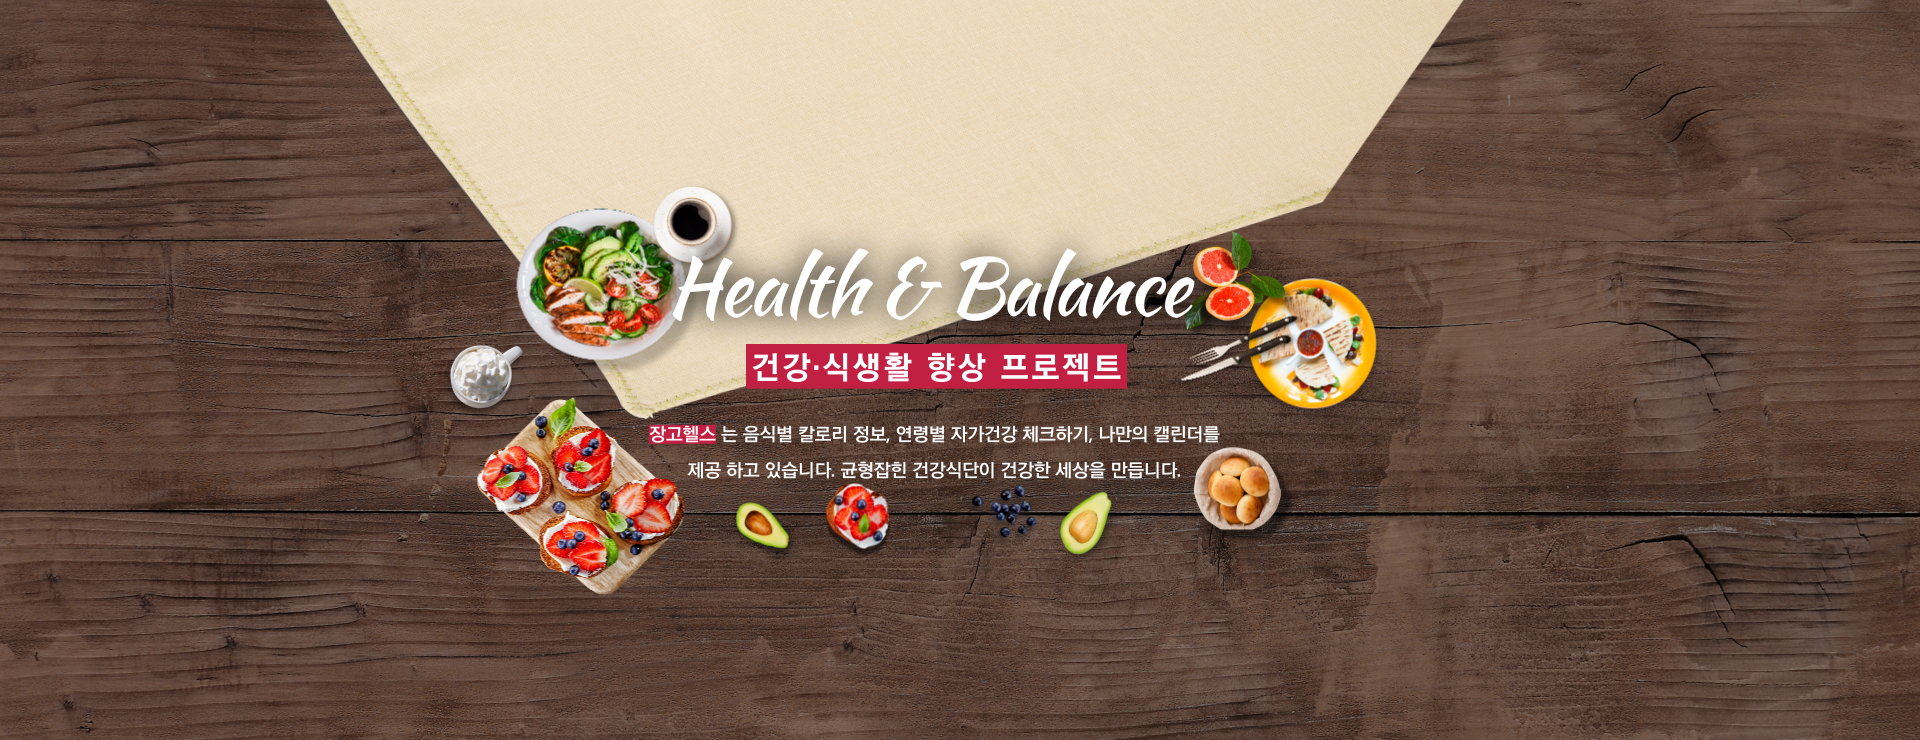 Health & Balance
건강·식생활 향상 프로젝트
장고헬스 는 음식별 칼로리 정보, 연령별 자가건강 체크하기, 나만의 캘린더를
제공 하고 있습니다. 균형잡힌 건강식단이 건강한 세상을 만듭니다.